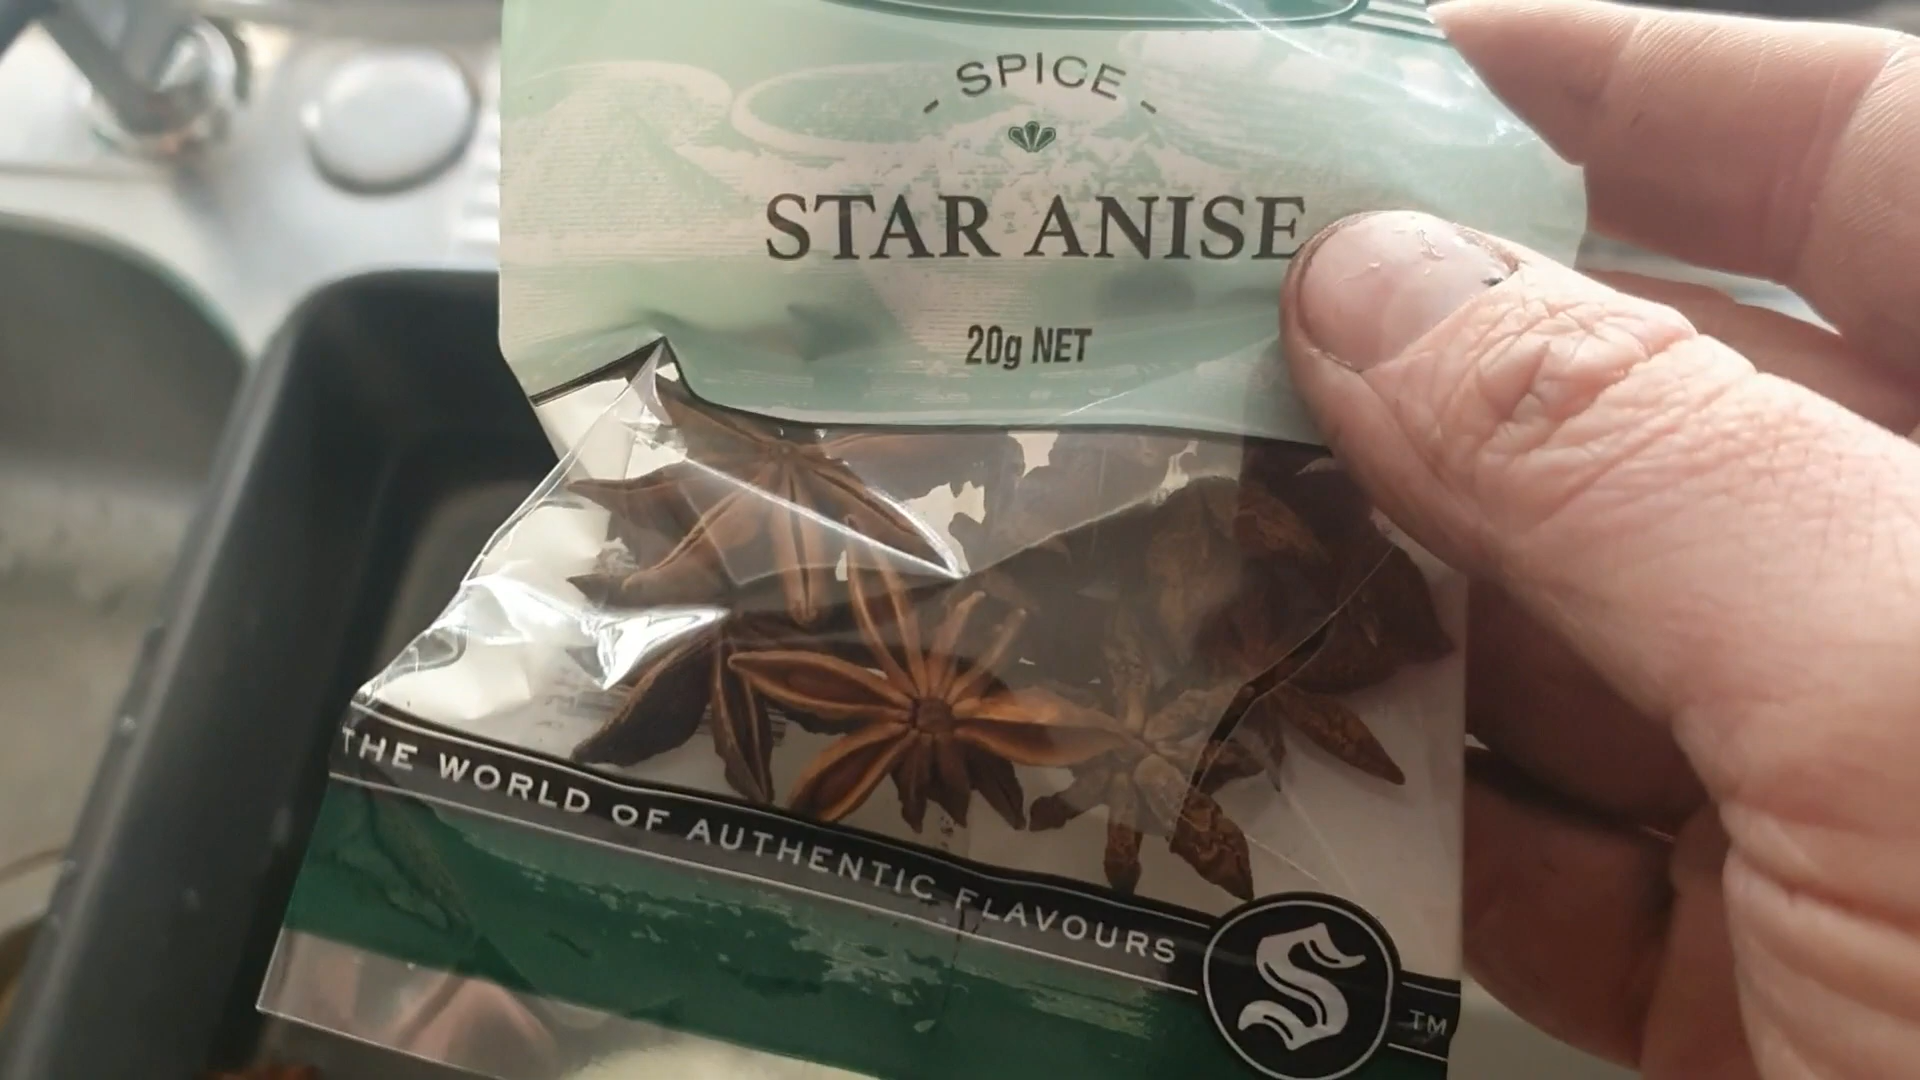 - SPICE -
STAR ANISE
20g NET
THE WORLD OF AUTHENTIC FLAVOURS
S
TM